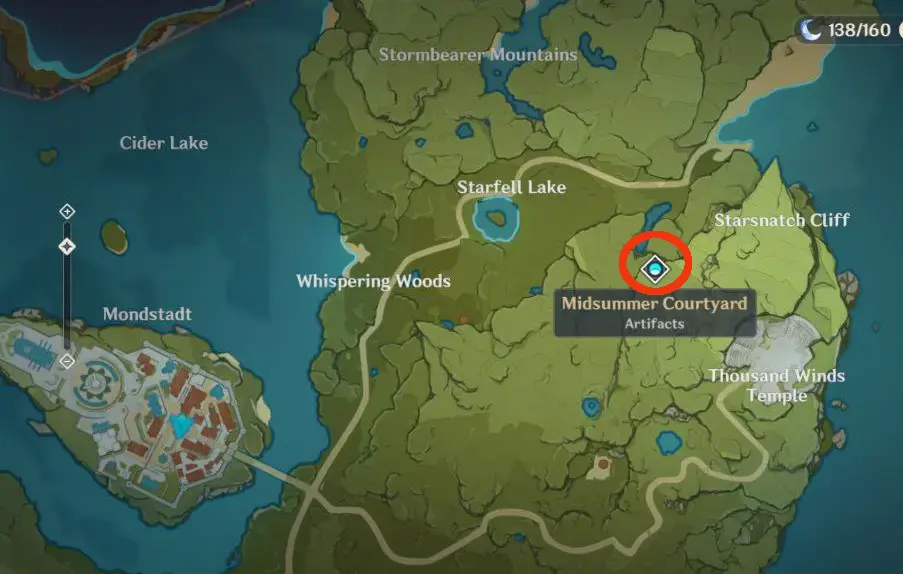 138/160
Stormbearer Mountains
Cider Lake
Starfell Lake
Starsnatch Cliff
Whispering Woods
Midsummer Courtyard
Artifacts
Mondstadt
Thousand Winds
Temple